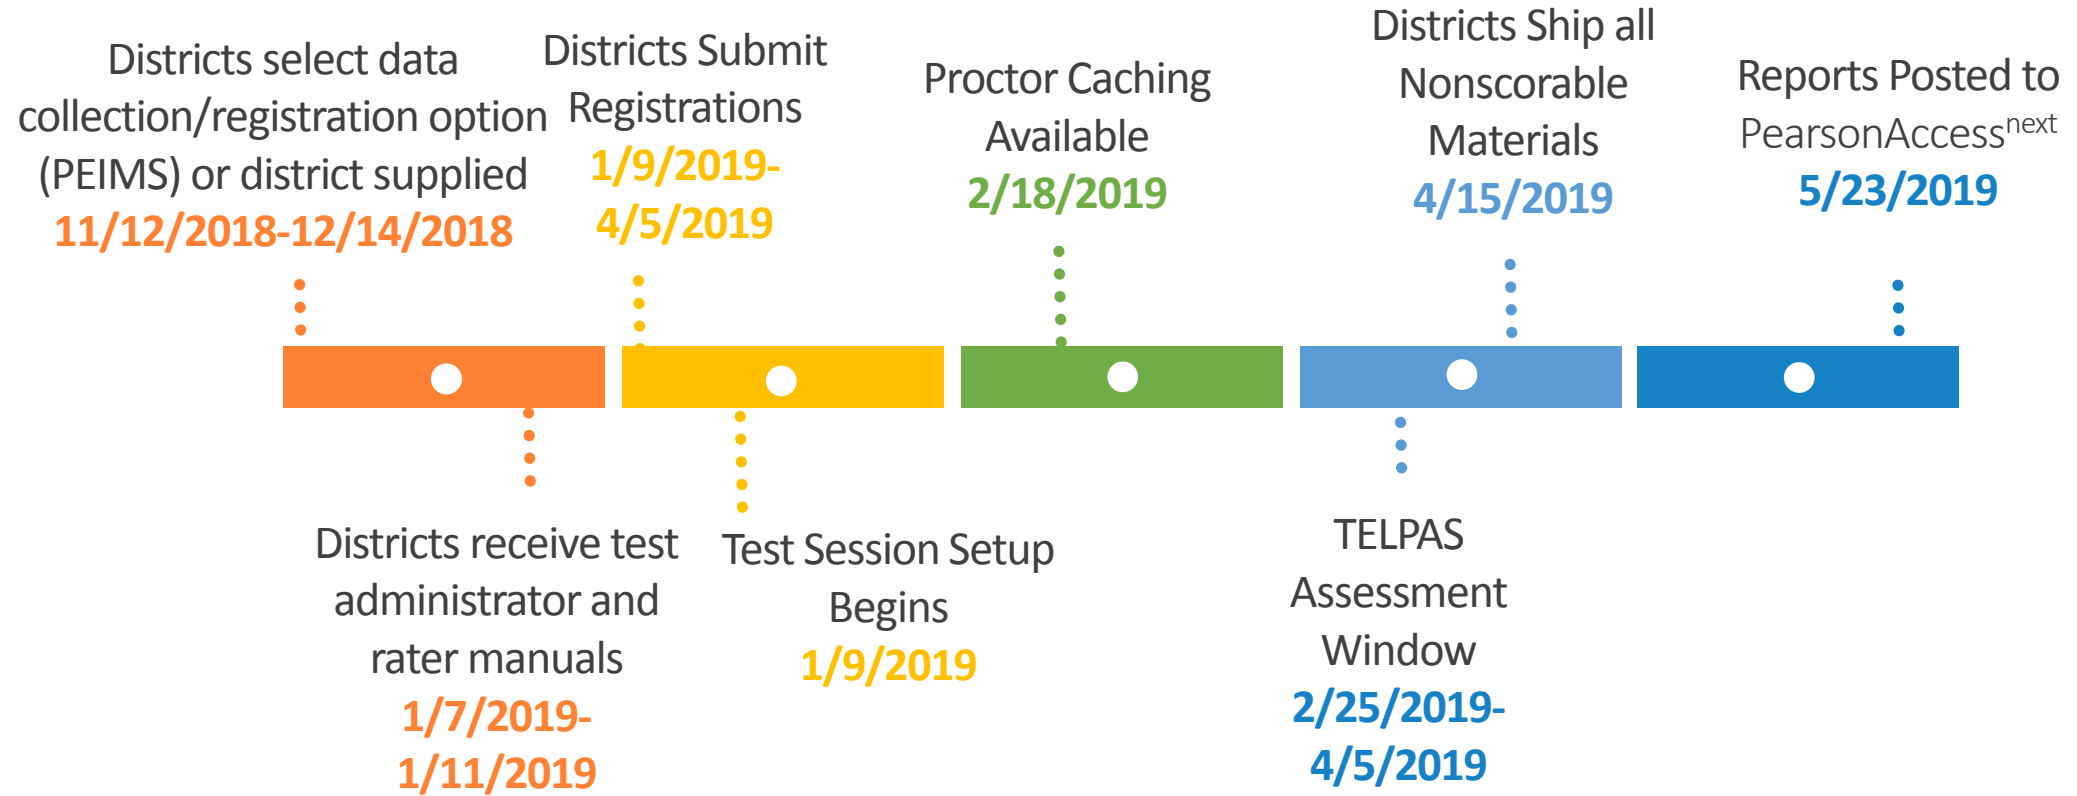 Districts select data
collection/registration option
(PEIMS) or district supplied
11/12/2018-12/14/2018
Districts Submit
Registrations
1/9/2019-
4/5/2019
Proctor Caching
Available
2/18/2019
Districts Ship all
Nonscorable
Materials
4/15/2019
Reports Posted to
PearsonAccessnext
5/23/2019
Districts receive test
administrator and
rater manuals
1/7/2019-
1/11/2019
Test Session Setup
Begins
1/9/2019
TELPAS
Assessment
Window
2/25/2019-
4/5/2019